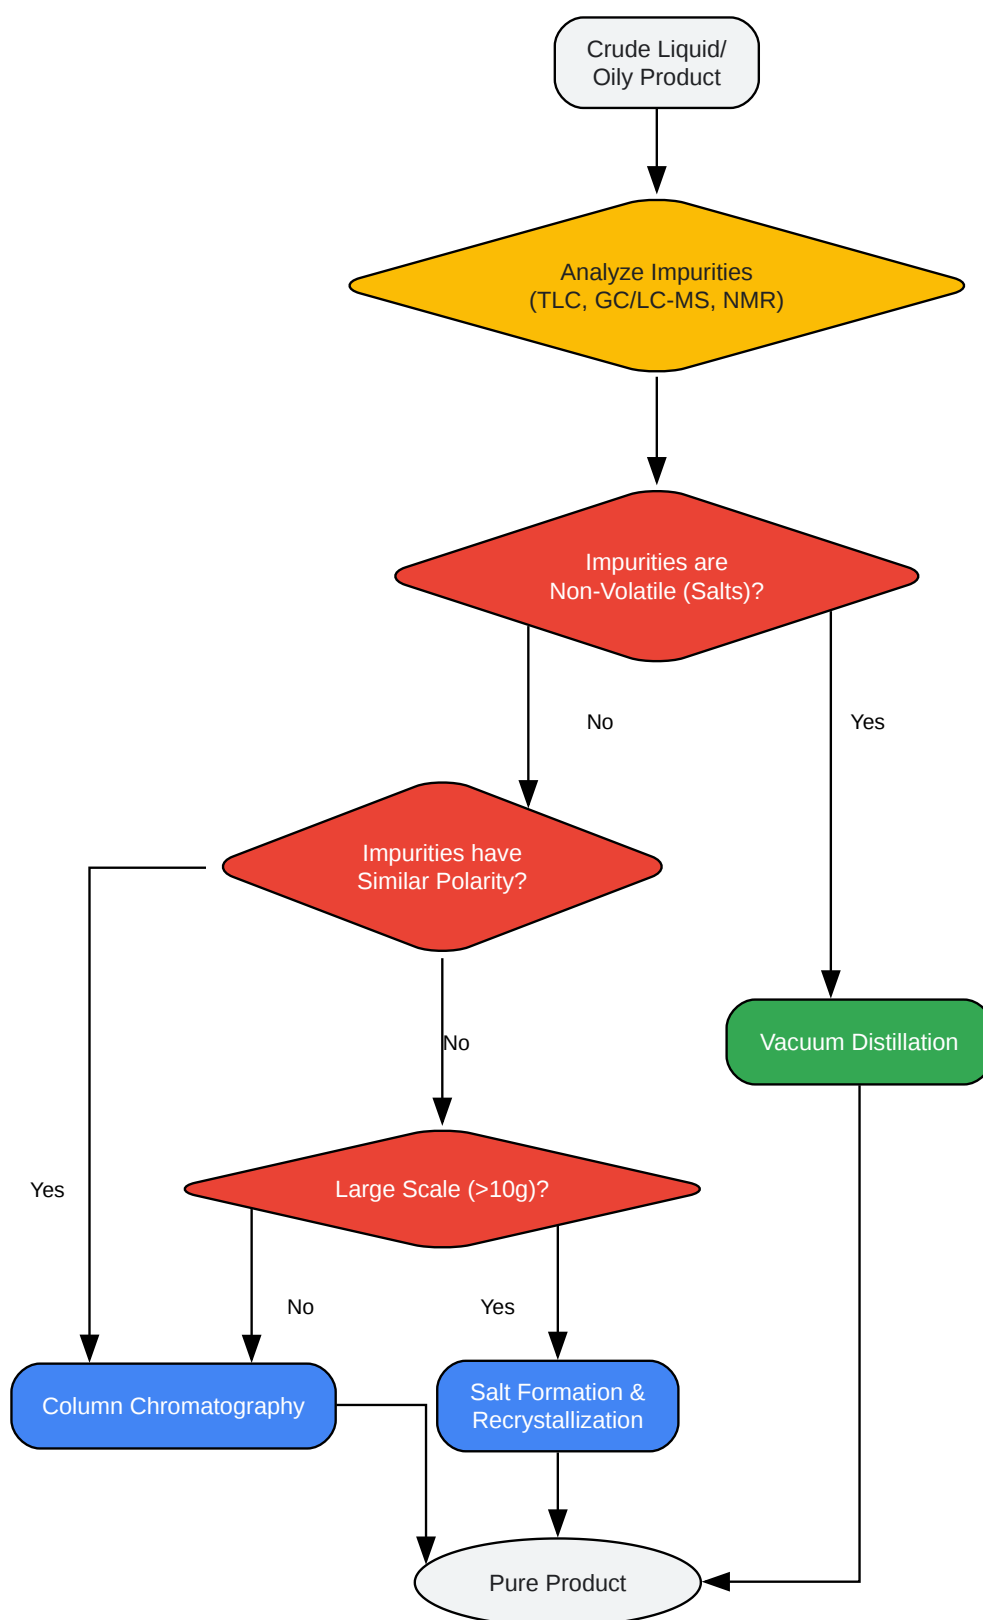 Crude Liquid/
Oily Product
Analyze Impurities
(TLC, GC/LC-MS, NMR)
Impurities are
Non-Volatile (Salts)?
No
Yes
Impurities have
Similar Polarity?
No
Vacuum Distillation
Yes
Large Scale (>10g)?
No
Yes
Column Chromatography
Salt Formation &
Recrystallization
Pure Product